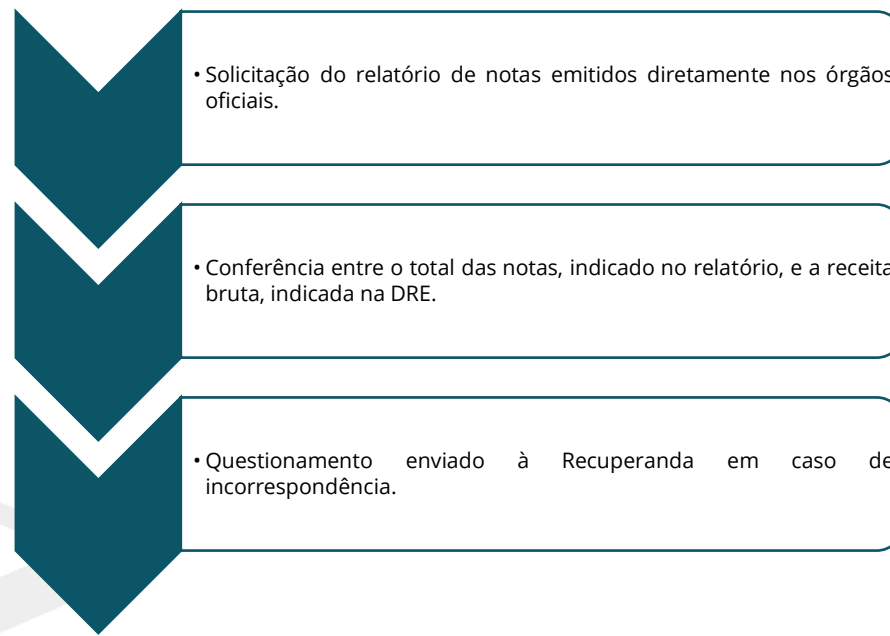 • Solicitação do relatório de notas emitidos diretamente nos órgãos
oficiais.
• Conferência entre o total das notas, indicado no relatório, e a receita
bruta, indicada na DRE.
• Questionamento enviado à Recuperanda em caso de
incorrespondência.